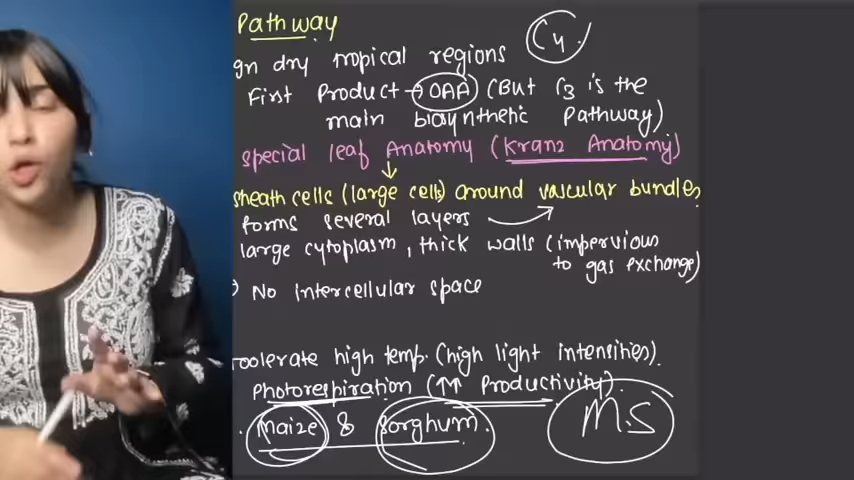 Pathway
C4.
gn dry tropical regions
First Product → OAA (But C3 is the
main biosynthetic Pathway)
special leaf Anatomy (Kranz Anatomy)
sheath cells (large cells) around vascular bundles
forms several layers
large cytoplasm, thick walls (impervious
to gas exchange)
No intercellular space
Toolerate high temp. (high light intensities).
Photorespiration (↑↑ Productivity).
Maize & sorghum.
M.S